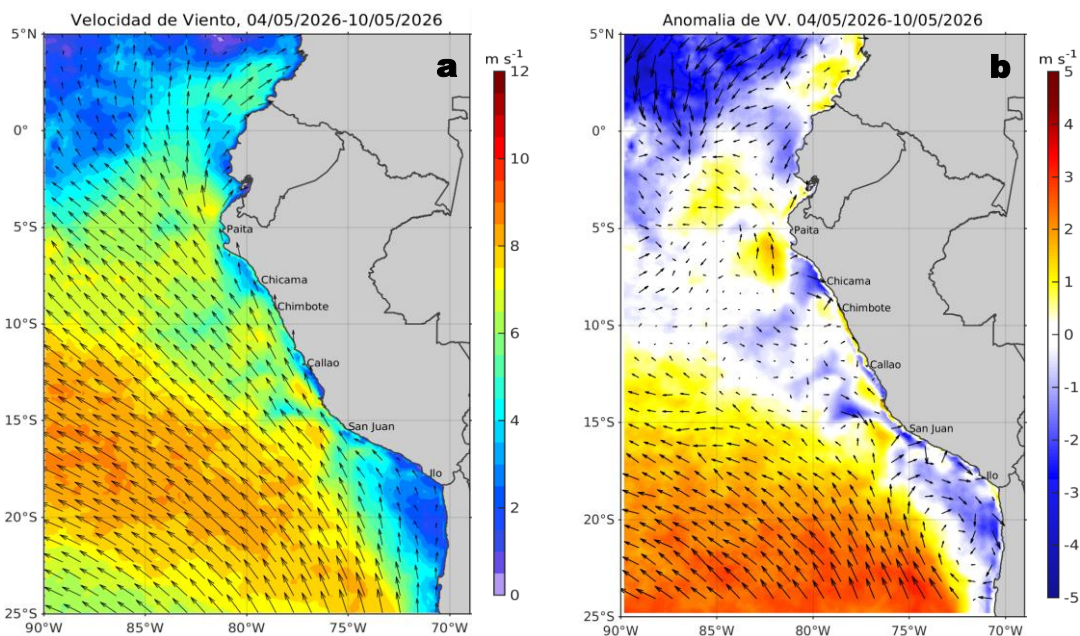 Velocidad de Viento, 04/05/2026-10/05/2026
a
m s⁻¹
5°N
0°
5°S
10°S
15°S
20°S
25°S
90°W
85°W
80°W
75°W
70°W
Paita
Chicama
Chimbote
Callao
San Juan
Ilo
12
10
8
6
4
2
0
Anomalia de VV. 04/05/2026-10/05/2026
b
m s⁻¹
5°N
0°
5°S
10°S
15°S
20°S
25°S
90°W
85°W
80°W
75°W
70°W
Paita
Chicama
Chimbote
Callao
San Juan
Ilo
5
4
3
2
1
0
-1
-2
-3
-4
-5